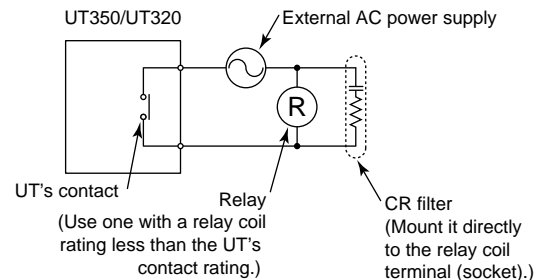 UT350/UT320
External AC power supply
R
UT's contact
Relay
(Use one with a relay coil
rating less than the UT's
contact rating.)
CR filter
(Mount it directly
to the relay coil
terminal (socket).)